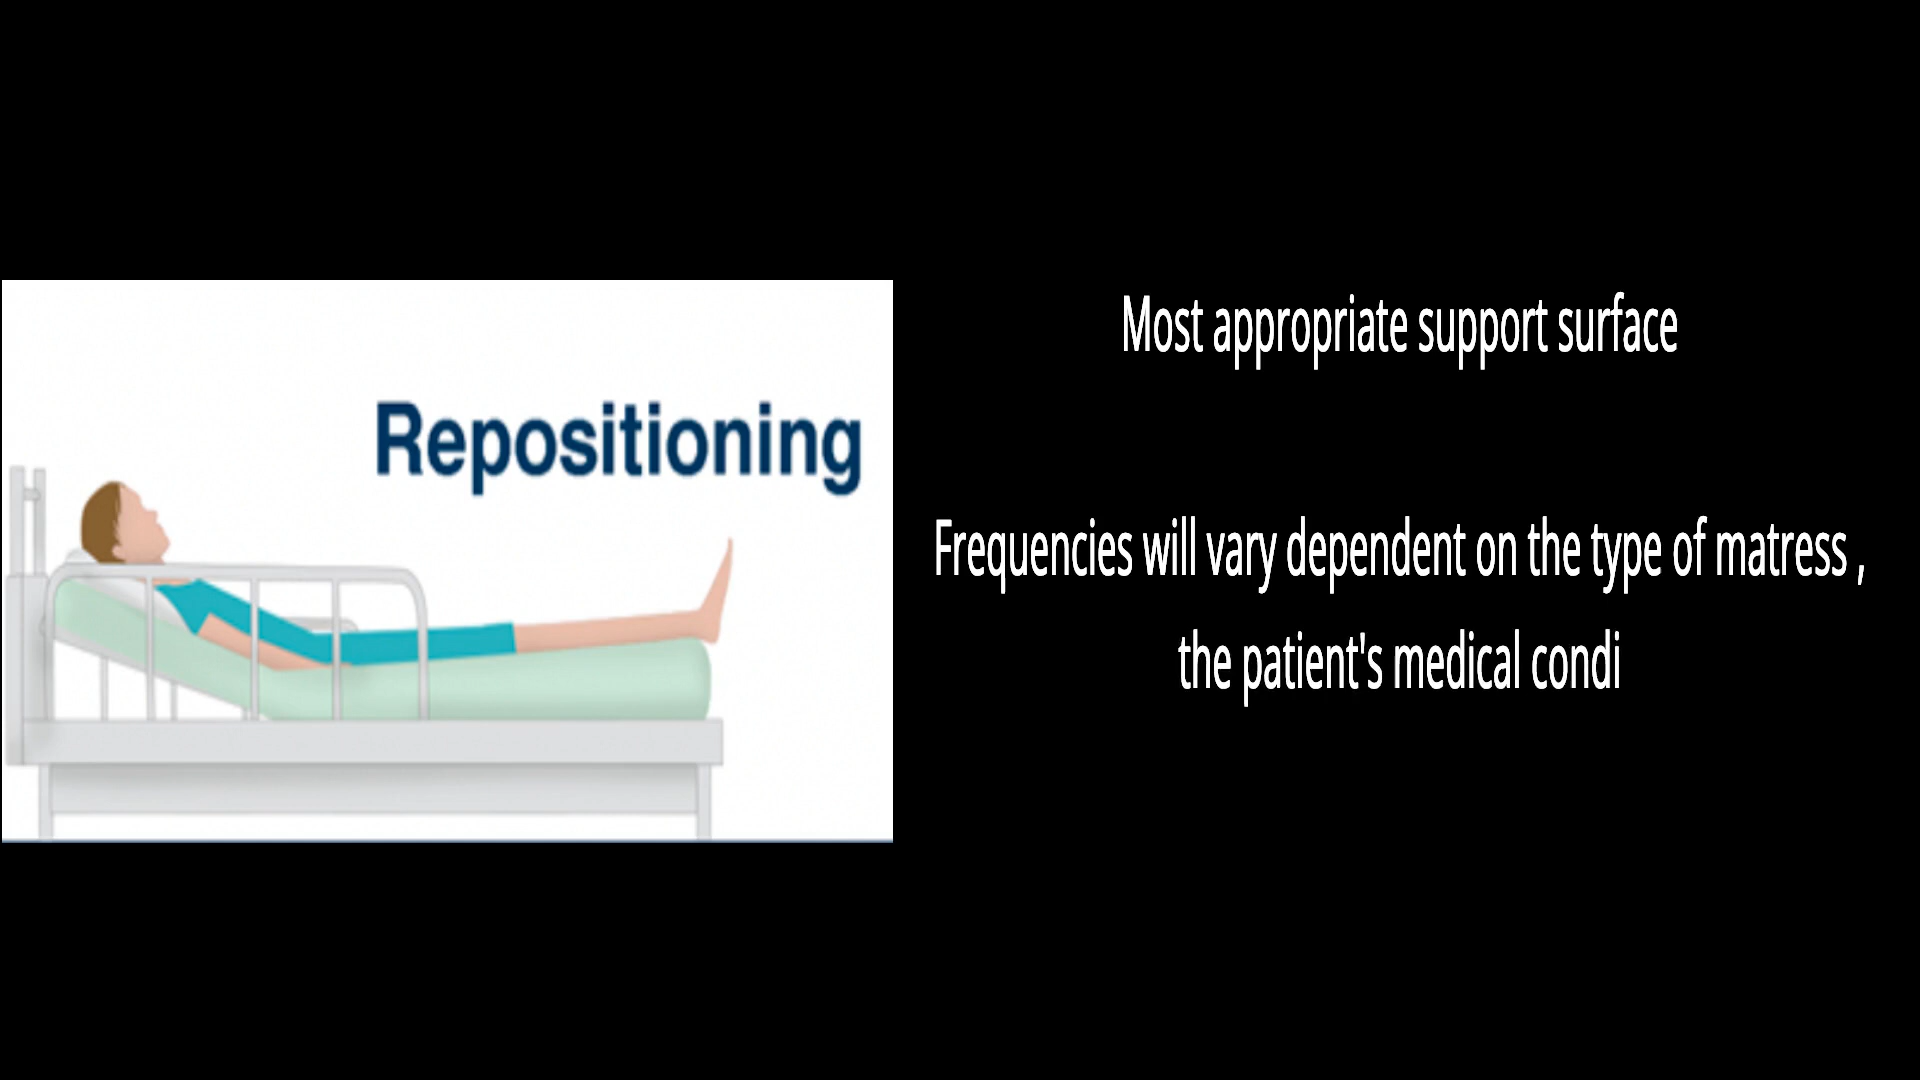 Repositioning
Most appropriate support surface
Frequencies will vary dependent on the type of matress ,
the patient's medical condi